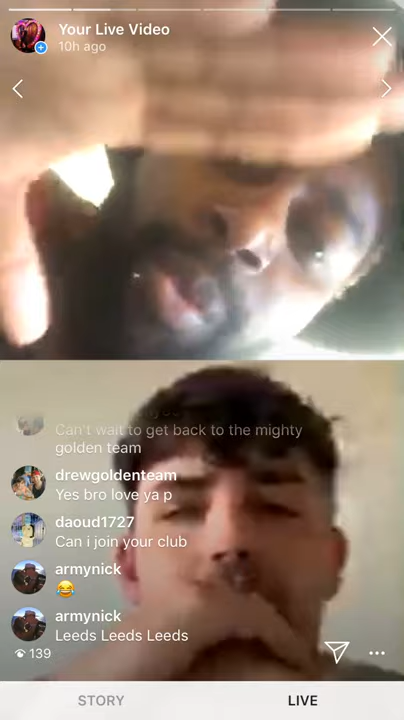 Your Live Video
10h ago
Can't wait to get back to the mighty
golden team
drewgoldenteam
Yes bro love ya p
daoud1727
Can i join your club
armynick
😂
armynick
Leeds Leeds Leeds
139
STORY
LIVE